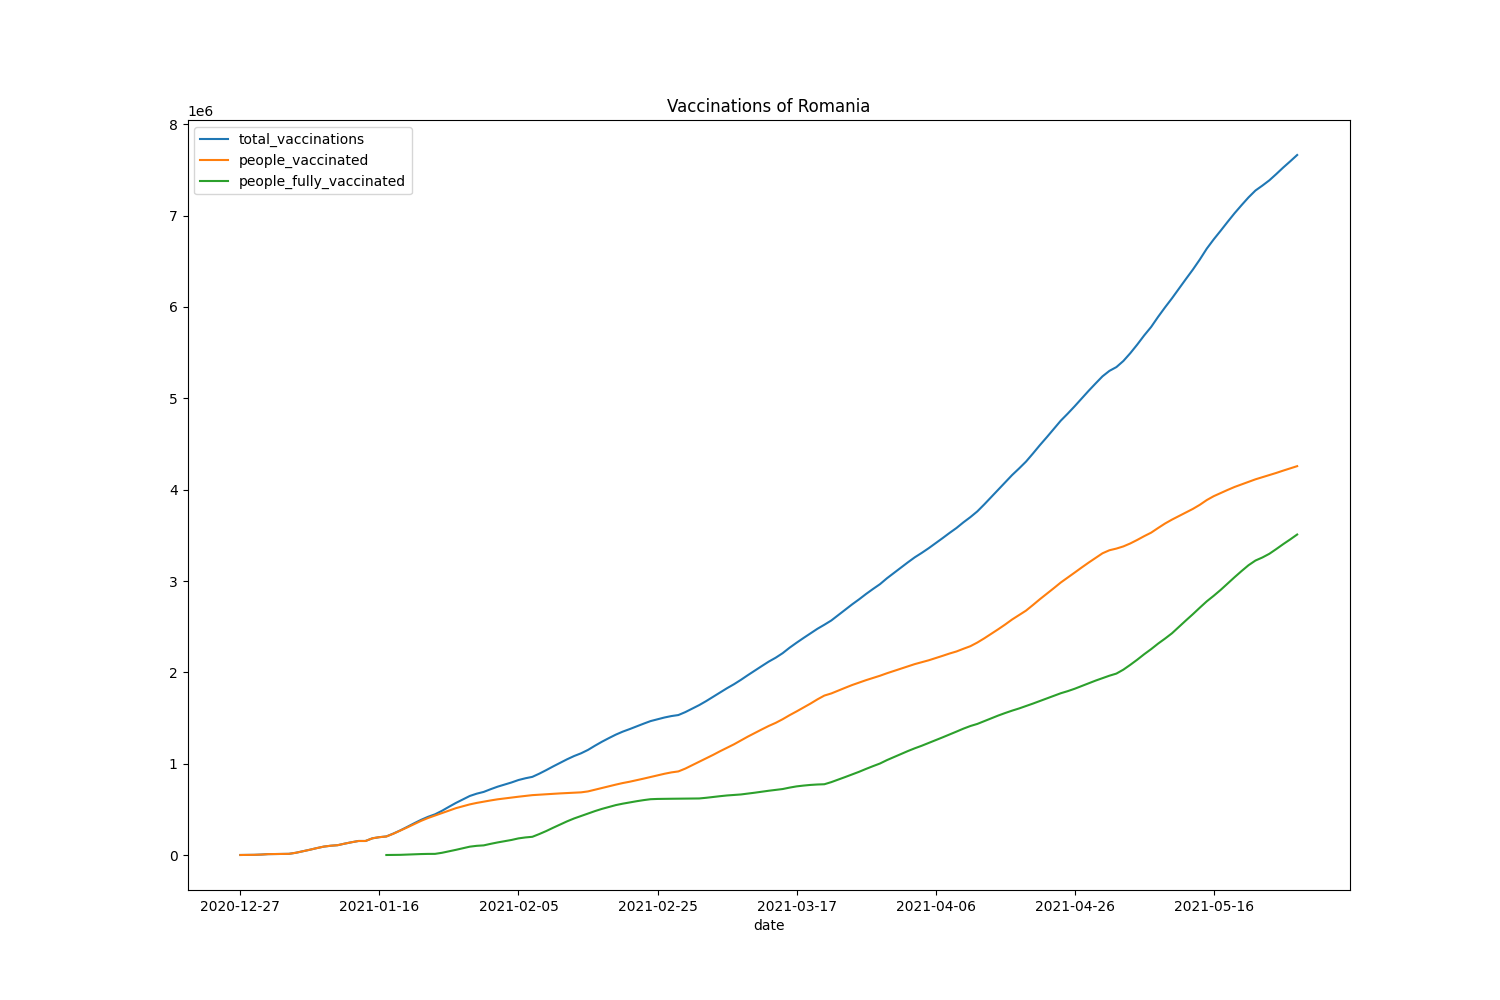 Vaccinations of Romania
1e6
total_vaccinations
people_vaccinated
people_fully_vaccinated
8
7
6
5
4
3
2
1
0
2020-12-27 2021-01-16 2021-02-05 2021-02-25 2021-03-17 2021-04-06 2021-04-26 2021-05-16
date